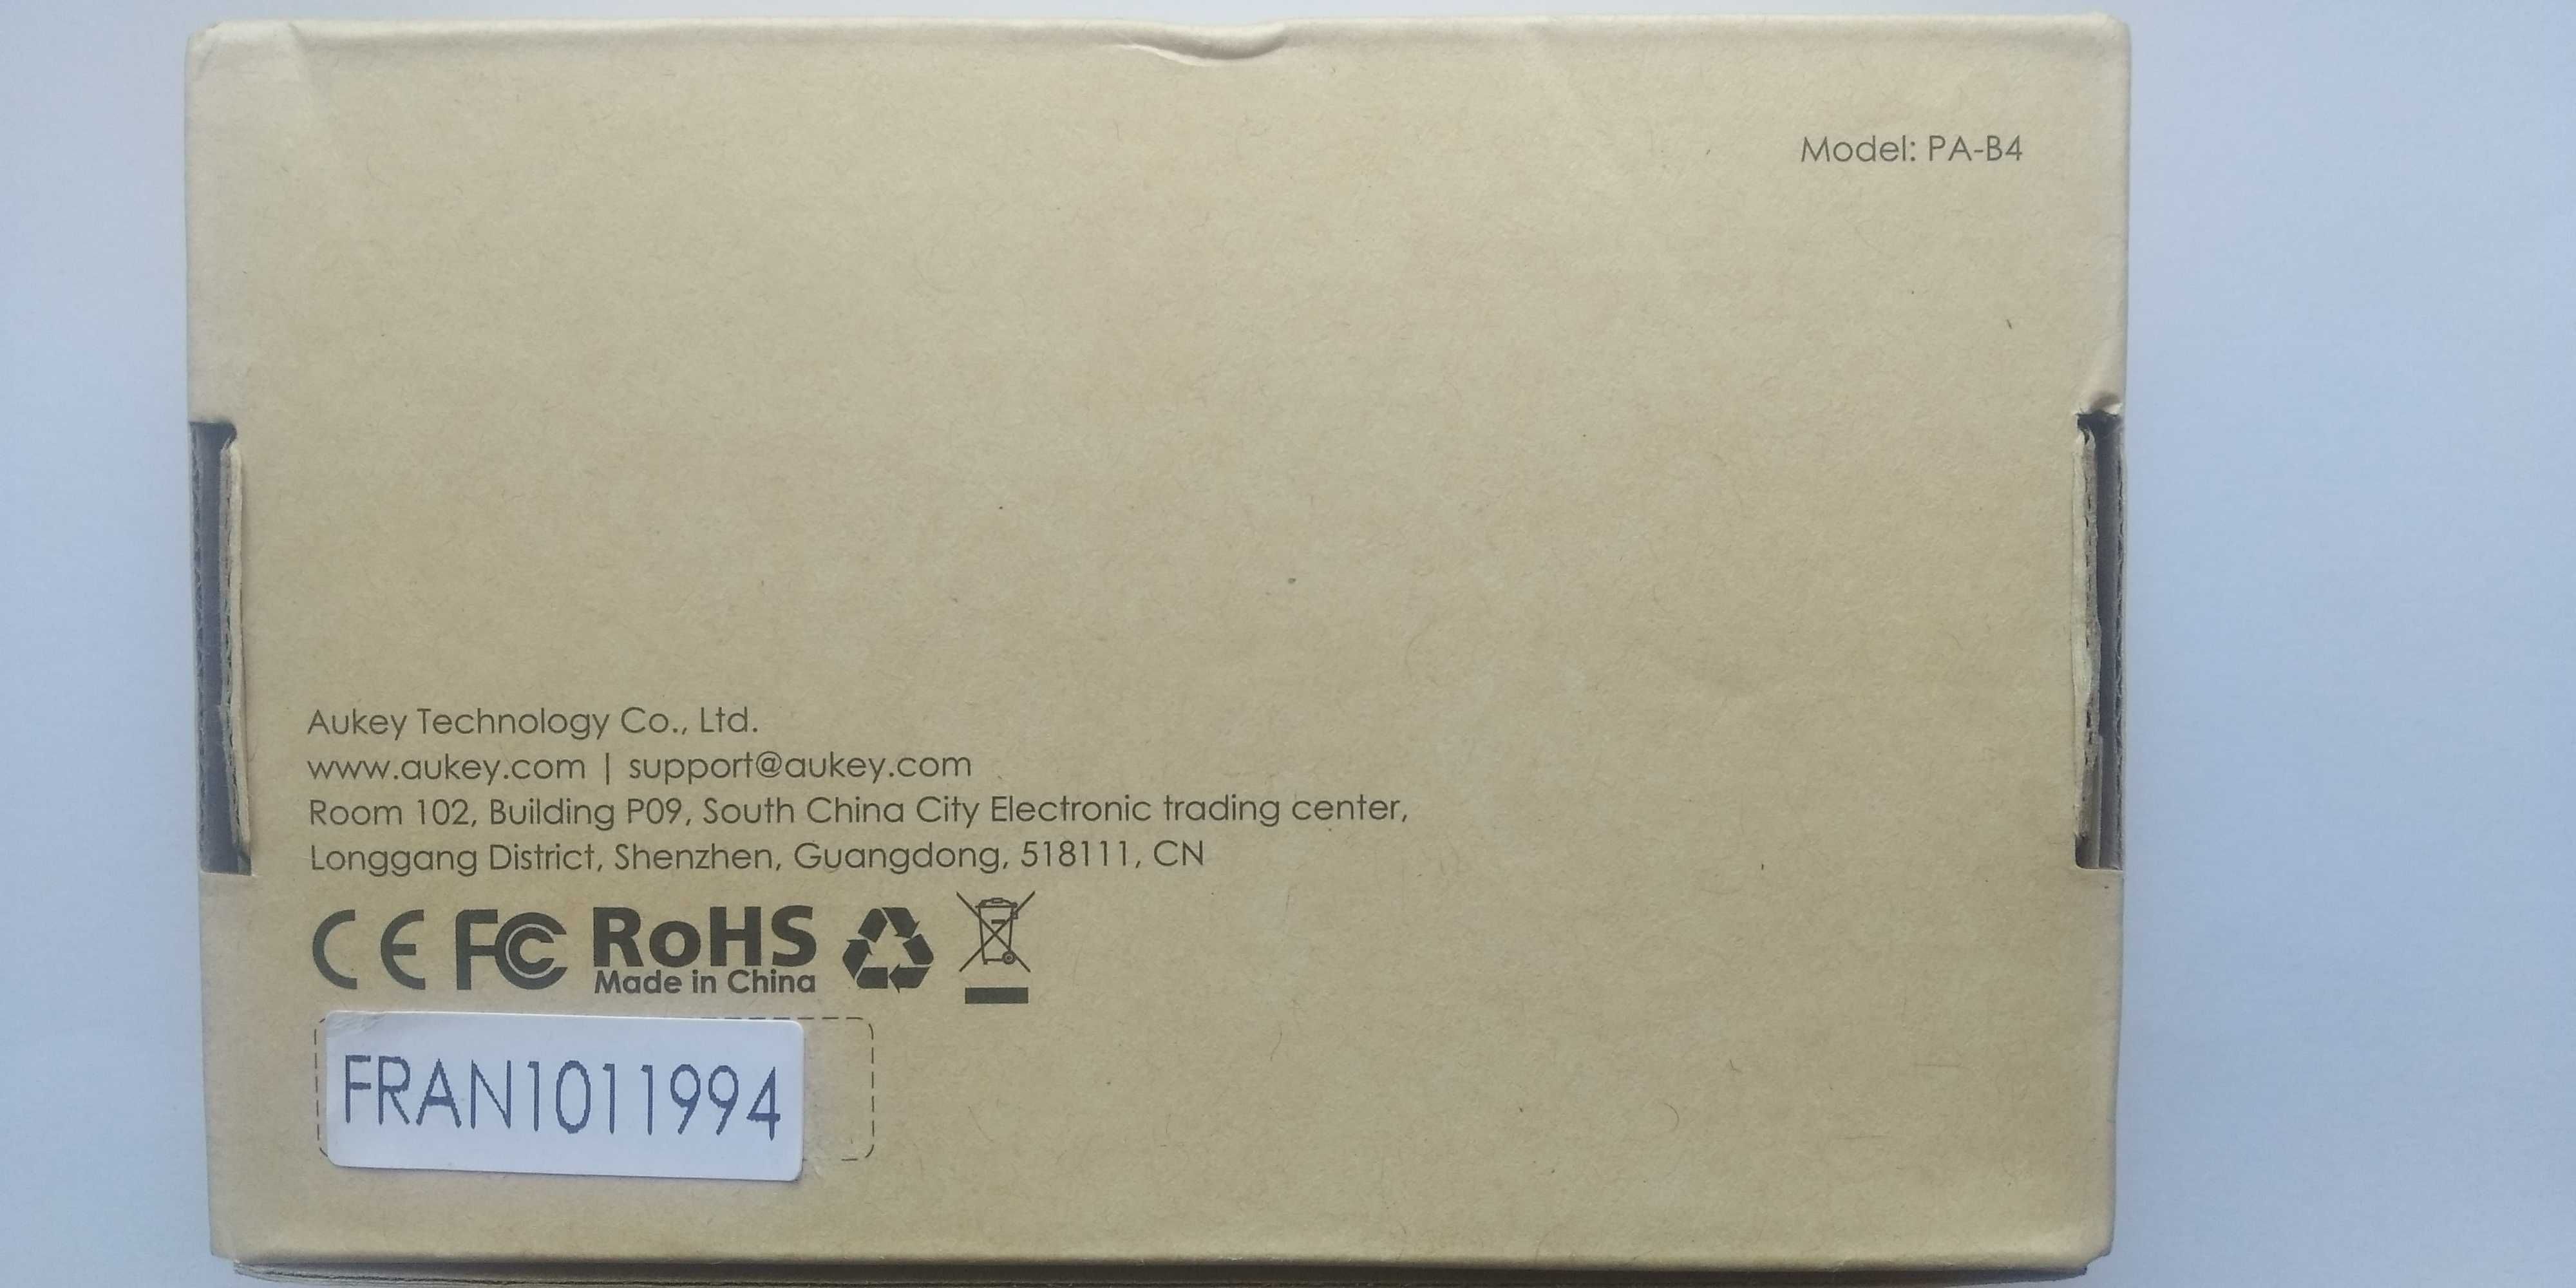 Model: PA-B4
Aukey Technology Co., Ltd.
www.aukey.com | support@aukey.com
Room 102, Building P09, South China City Electronic trading center,
Longgang District, Shenzhen, Guangdong, 518111, CN
CE FC RoHS
Made in China
FRAN1011994